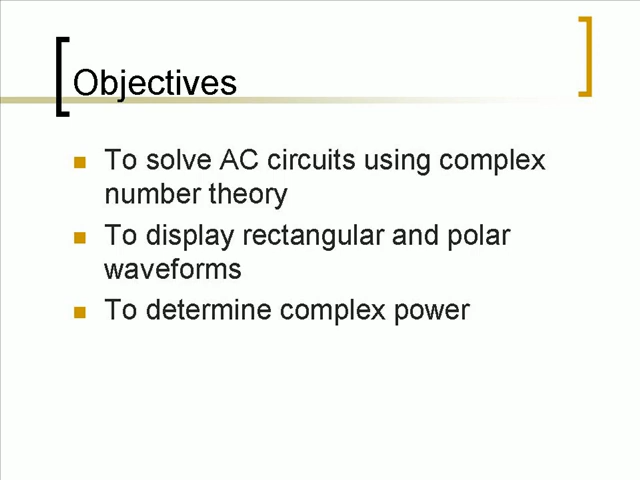 Objectives
To solve AC circuits using complex
number theory
To display rectangular and polar
waveforms
To determine complex power